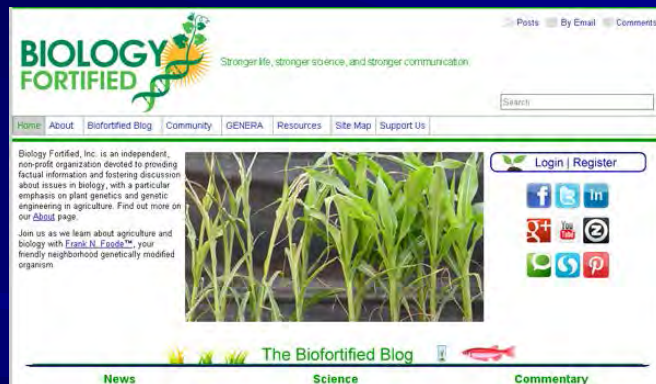 Posts By Email Comments
BIOLOGY
FORTIFIED
Stronger life, stronger science, and stronger communication.
Search
Home About Biofortified Blog Community GENERA Resources Site Map Support Us
Biology Fortified, Inc. is an independent,
non-profit organization devoted to providing
factual information and fostering discussion
about issues in biology, with a particular
emphasis on plant genetics and genetic
engineering in agriculture. Find out more on
our About page.
Join us as we learn about agriculture and
biology with Frank N. Foode™, your
friendly neighborhood genetically modified
organism.
Login | Register
f in
g+ You Tube
The Biofortified Blog
News Science Commentary